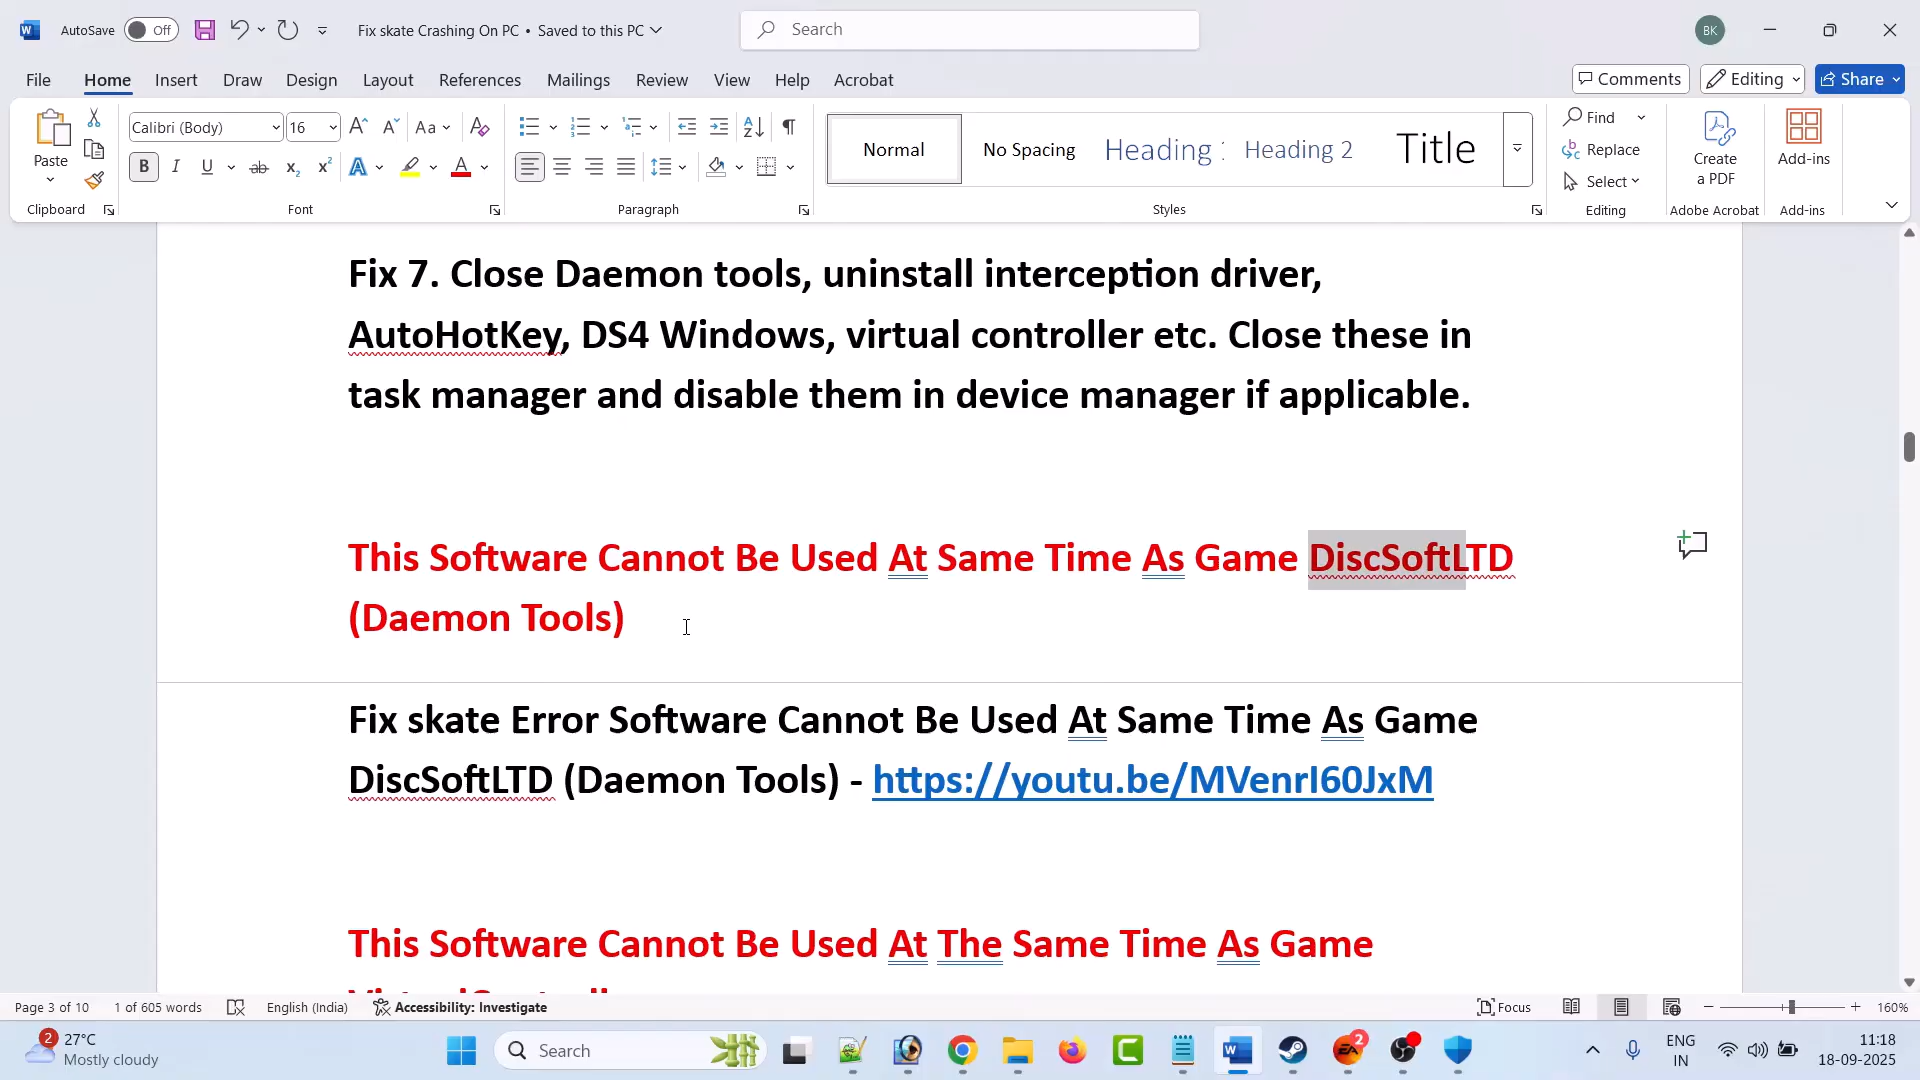 AutoSave Off Fix skate Crashing On PC • Saved to this PC Search BK
File Home Insert Draw Design Layout References Mailings Review View Help Acrobat Comments Editing Share
Paste Calibri (Body) 16 Normal No Spacing Heading Heading 2 Title Find Replace Select Create a PDF Add-ins
Clipboard Font Paragraph Styles Editing Adobe Acrobat Add-ins
Fix 7. Close Daemon tools, uninstall interception driver,
AutoHotKey, DS4 Windows, virtual controller etc. Close these in
task manager and disable them in device manager if applicable.
This Software Cannot Be Used At Same Time As Game DiscSoftLTD
(Daemon Tools)
Fix skate Error Software Cannot Be Used At Same Time As Game
DiscSoftLTD (Daemon Tools) - https://youtu.be/MVenrI60JxM
This Software Cannot Be Used At The Same Time As Game
Page 3 of 10 1 of 605 words English (India) Accessibility: Investigate Focus 160%
2 27°C Mostly cloudy Search 2 ENG IN 11:18 18-09-2025